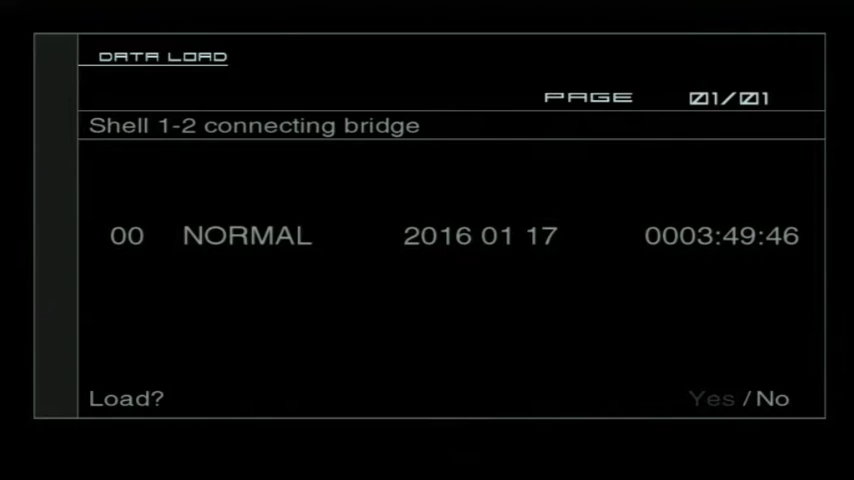 DATA LOAD
PAGE 01/01
Shell 1-2 connecting bridge
00 NORMAL 2016 01 17 0003:49:46
Load? Yes / No